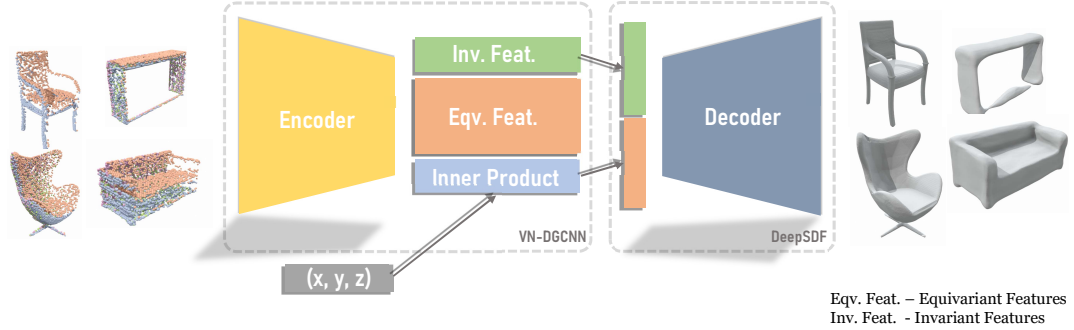 Inv. Feat.
Encoder
Eqv. Feat.
Decoder
Inner Product
VN-DGCNN
DeepSDF
(x, y, z)
Eqv. Feat. – Equivariant Features
Inv. Feat. - Invariant Features